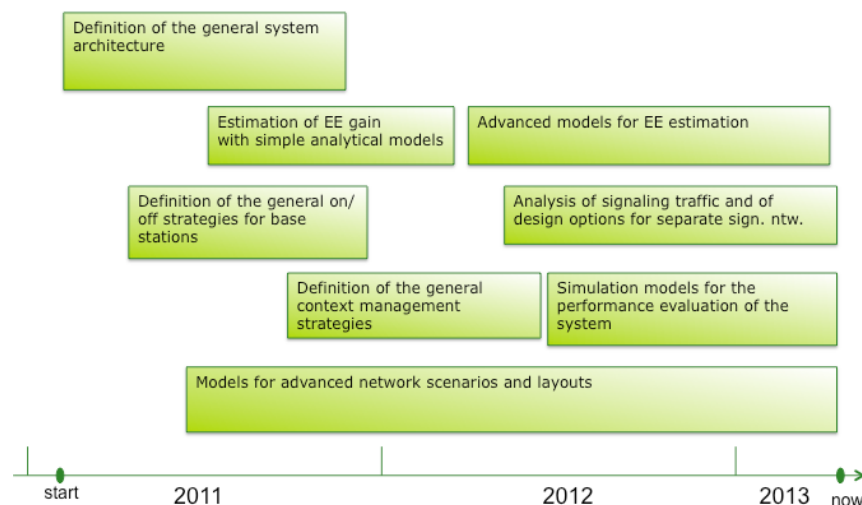 Definition of the general system
architecture
Estimation of EE gain
with simple analytical models
Advanced models for EE estimation
Definition of the general on/
off strategies for base
stations
Analysis of signaling traffic and of
design options for separate sign. ntw.
Definition of the general
context management
strategies
Simulation models for the
performance evaluation of the
system
Models for advanced network scenarios and layouts
start
2011
2012
2013
now